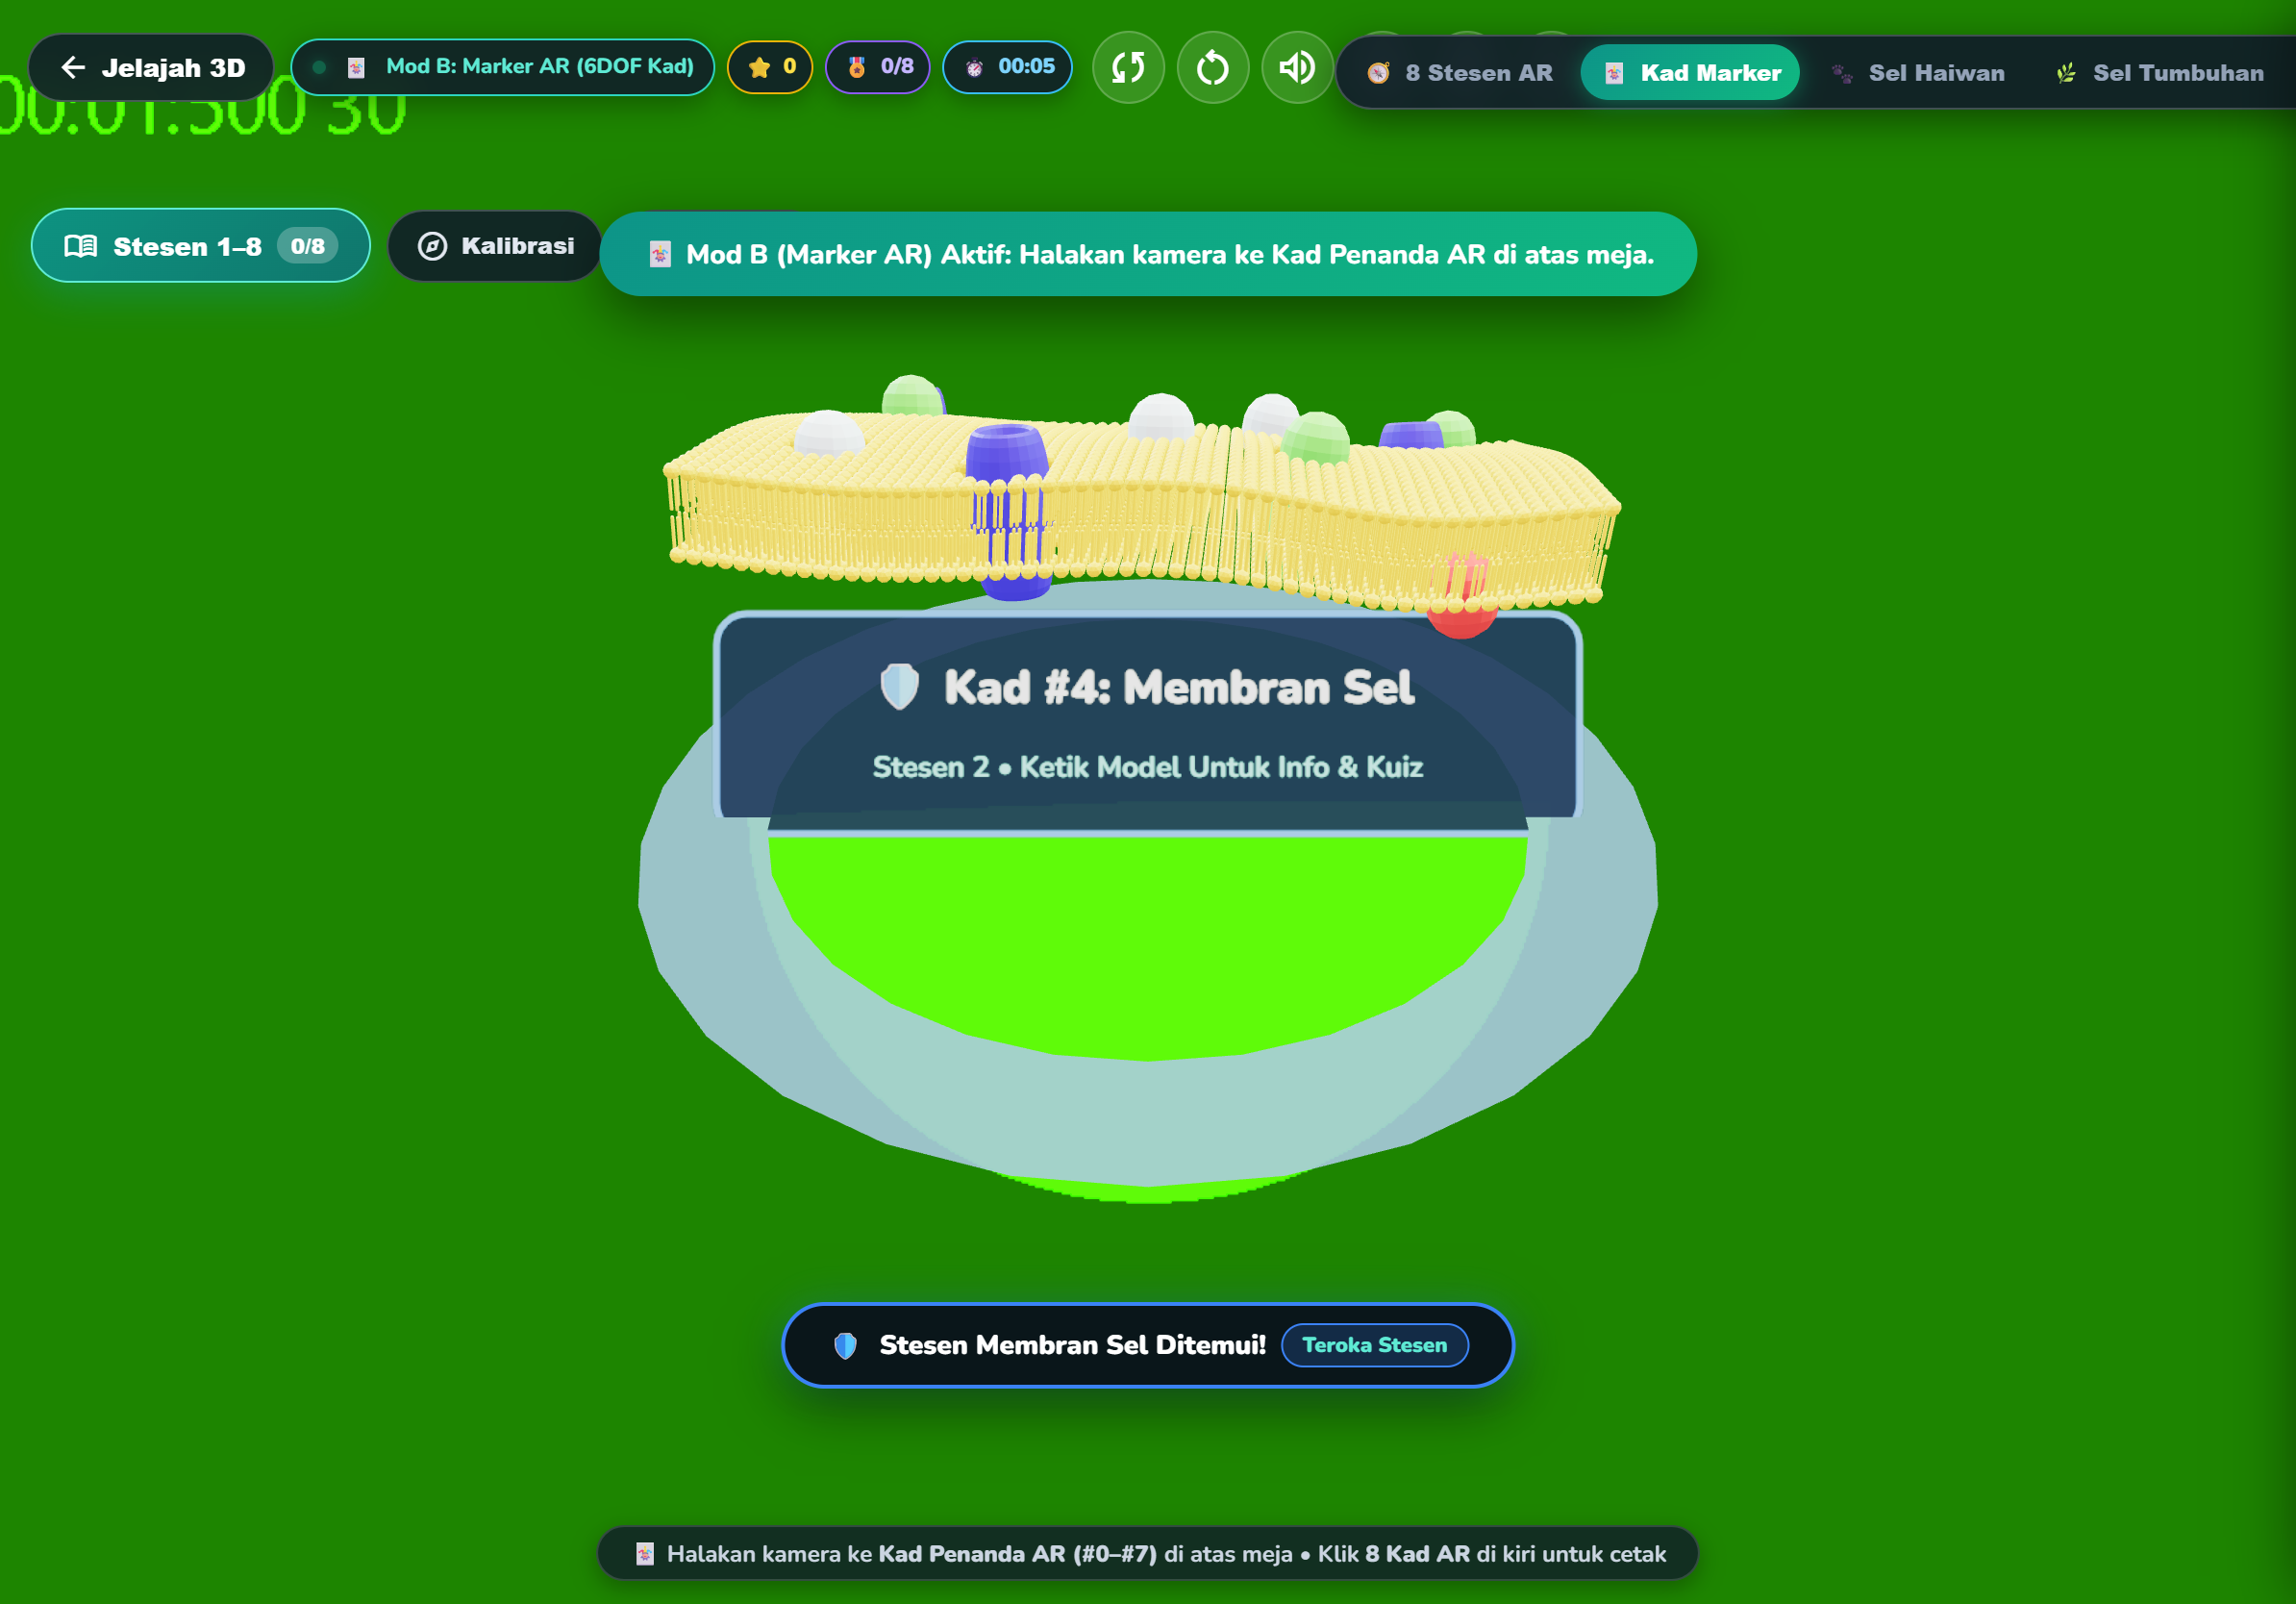 Jelajah 3D
Mod B: Marker AR (6DOF Kad)
0
0/8
00:05
8 Stesen AR
Kad Marker
Sel Haiwan
Sel Tumbuhan
00:01:500 30
Stesen 1–8 0/8
Kalibrasi
Mod B (Marker AR) Aktif: Halakan kamera ke Kad Penanda AR di atas meja.
Kad #4: Membran Sel
Stesen 2 • Ketik Model Untuk Info & Kuiz
Stesen Membran Sel Ditemui! Teroka Stesen
Halakan kamera ke Kad Penanda AR (#0–#7) di atas meja • Klik 8 Kad AR di kiri untuk cetak